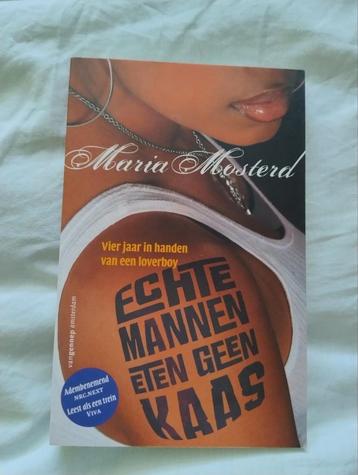 Maria Mosterd
Vier jaar in handen
van een loverboy
ECHTE
MANNEN
ETEN GEEN
KAAS
vangennep amsterdam
Adembenemend
NRC.NEXT
Leest als een trein
VIVA